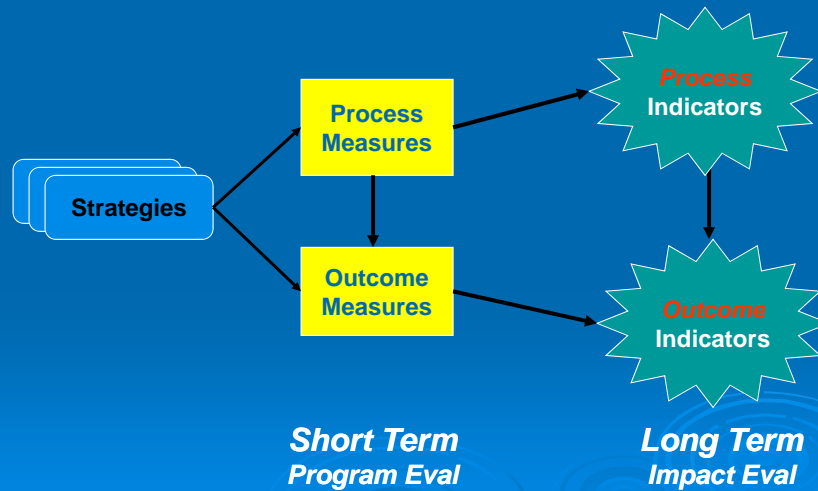 Process
Indicators
Process
Measures
Strategies
Outcome
Measures
Outcome
Indicators
Short Term
Program Eval
Long Term
Impact Eval